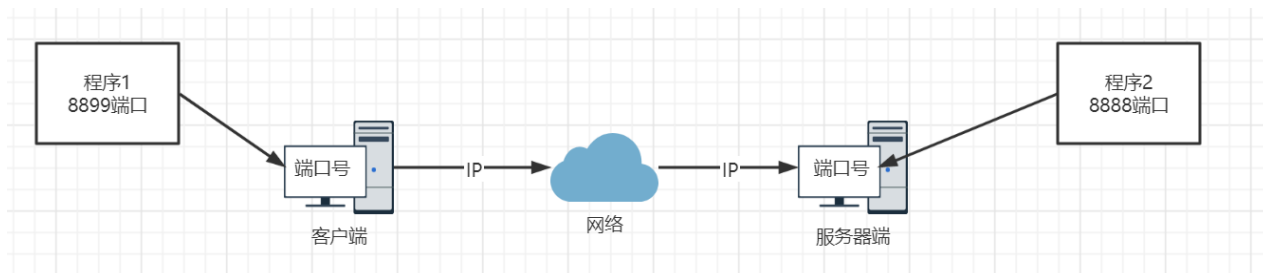 程序1
8899端口
程序2
8888端口
端口号
IP
IP
端口号
客户端
网络
服务器端